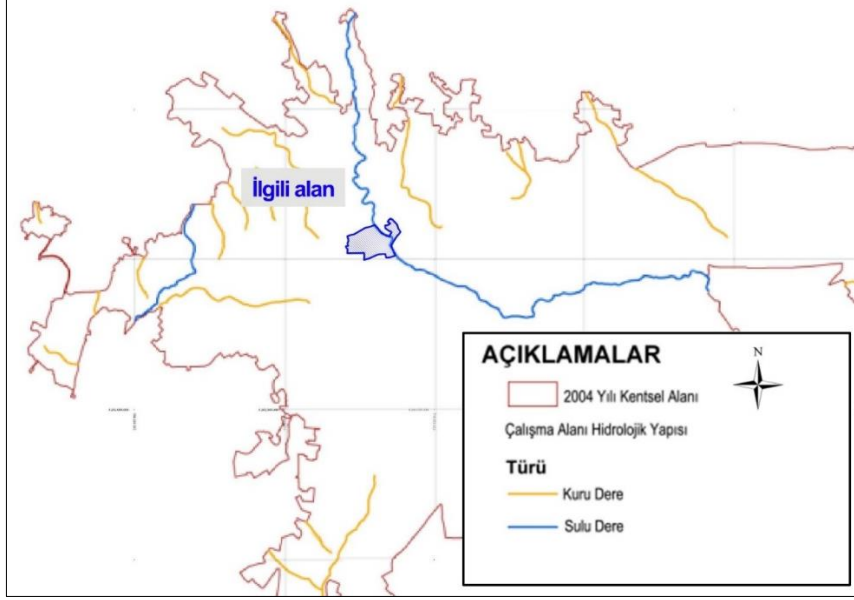 İlgili alan
AÇIKLAMALAR
N
2004 Yılı Kentsel Alanı
Çalışma Alanı Hidrolojik Yapısı
Türü
Kuru Dere
Sulu Dere